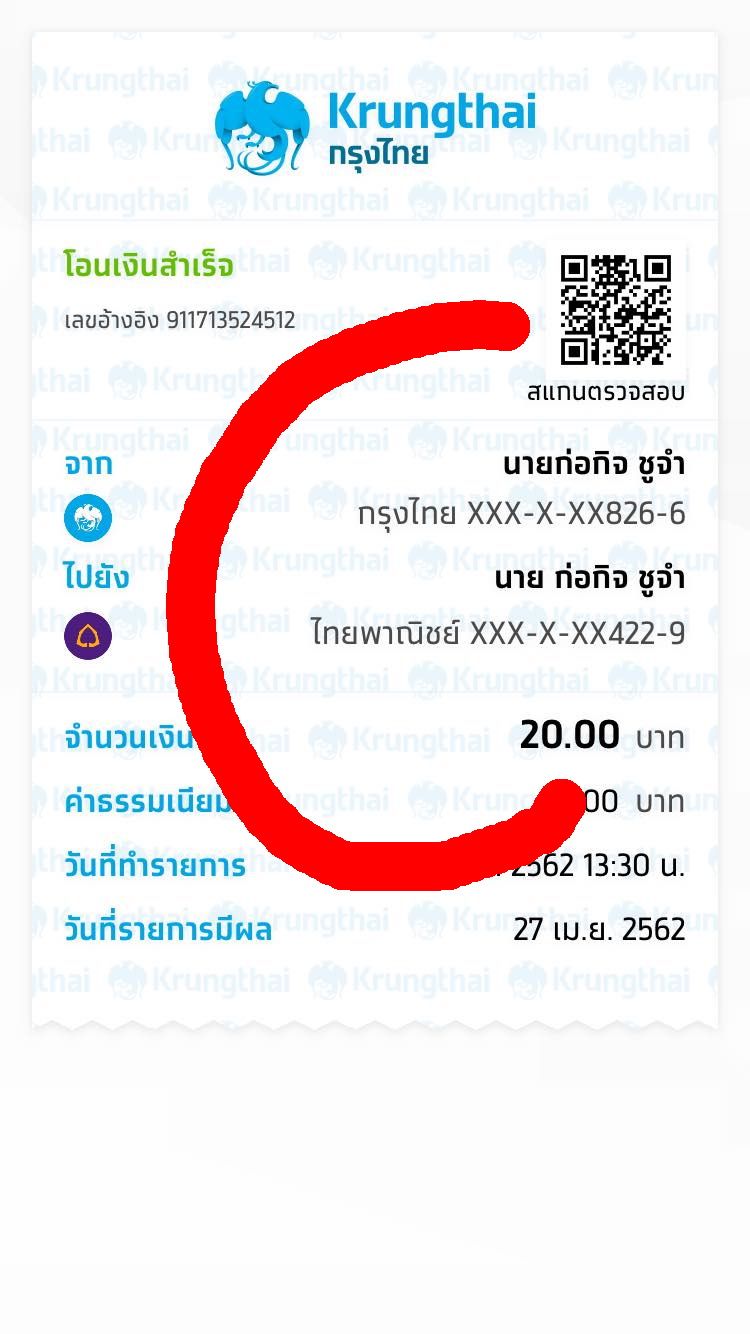 Krungthai
กรุงไทย
โอนเงินสำเร็จ
เลขอ้างอิง 911713524512
สแกนตรวจสอบ
จาก นายก่อกิจ ชูจำ
กรุงไทย XXX-X-XX826-6
ไปยัง นาย ก่อกิจ ชูจำ
ไทยพาณิชย์ XXX-X-XX422-9
จำนวนเงิน 20.00 บาท
ค่าธรรมเนียม 00 บาท
วันที่ทำรายการ 2562 13:30 น.
วันที่รายการมีผล 27 เม.ย. 2562